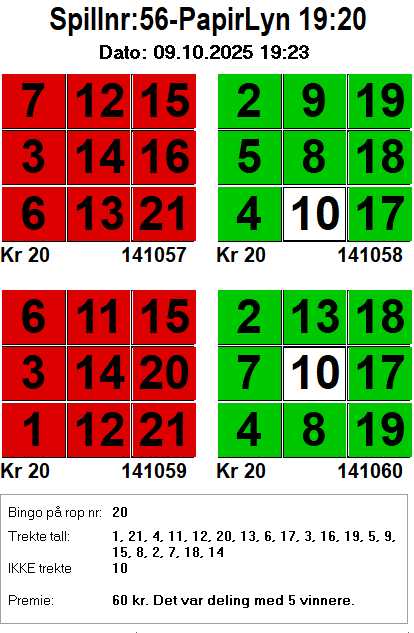 Spillnr:56-PapirLyn 19:20
Dato: 09.10.2025 19:23
7 12 15 2 9 19
3 14 16 5 8 18
6 13 21 4 10 17
Kr 20 141057 Kr 20 141058
6 11 15 2 13 18
3 14 20 7 10 17
1 12 21 4 8 19
Kr 20 141059 Kr 20 141060
Bingo på rop nr: 20
Trekte tall: 1, 21, 4, 11, 12, 20, 13, 6, 17, 3, 16, 19, 5, 9,
15, 8, 2, 7, 18, 14
IKKE trekte 10
Premie: 60 kr. Det var deling med 5 vinnere.